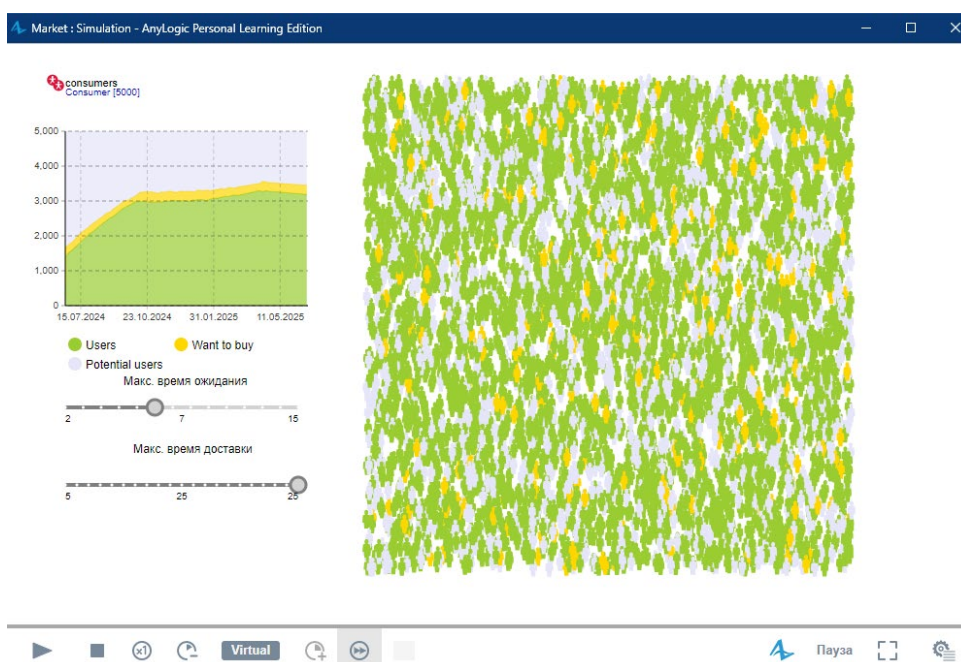 Market : Simulation - AnyLogic Personal Learning Edition
consumers
Consumer [5000]
5,000
4,000
3,000
2,000
1,000
0
15.07.2024 23.10.2024 31.01.2025 11.05.2025
Users Want to buy
Potential users
Макс. время ожидания
2 7 15
Макс. время доставки
5 25 25
x1 Virtual Пауза